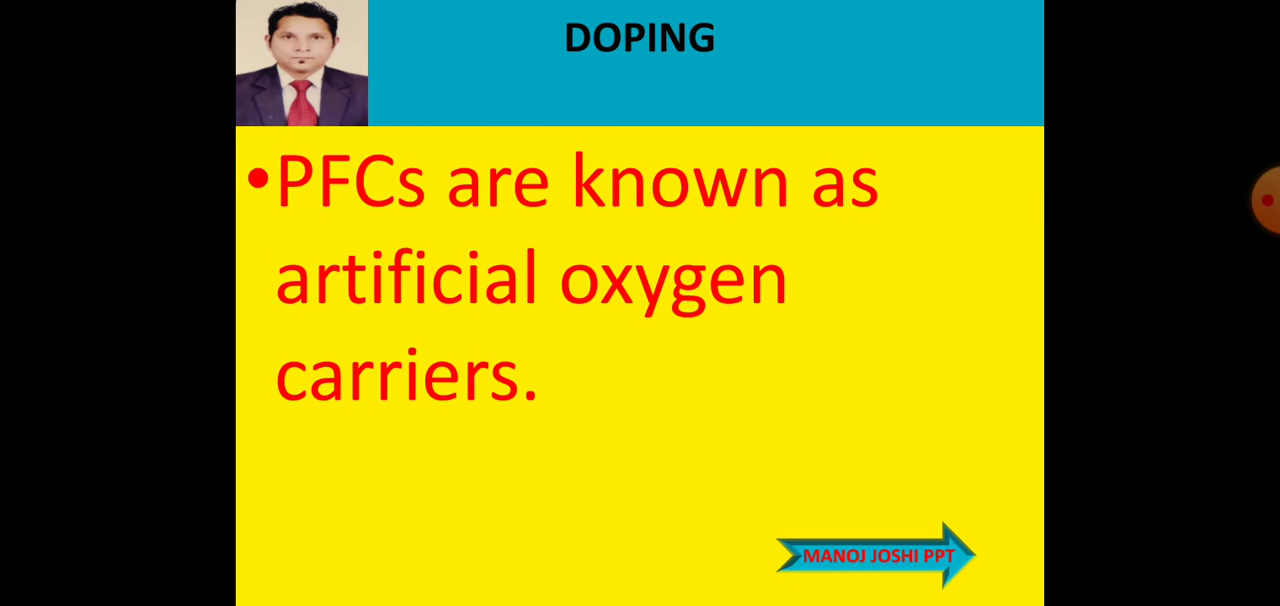 DOPING
•PFCs are known as
artificial oxygen
carriers.
MANOJ JOSHI PPT